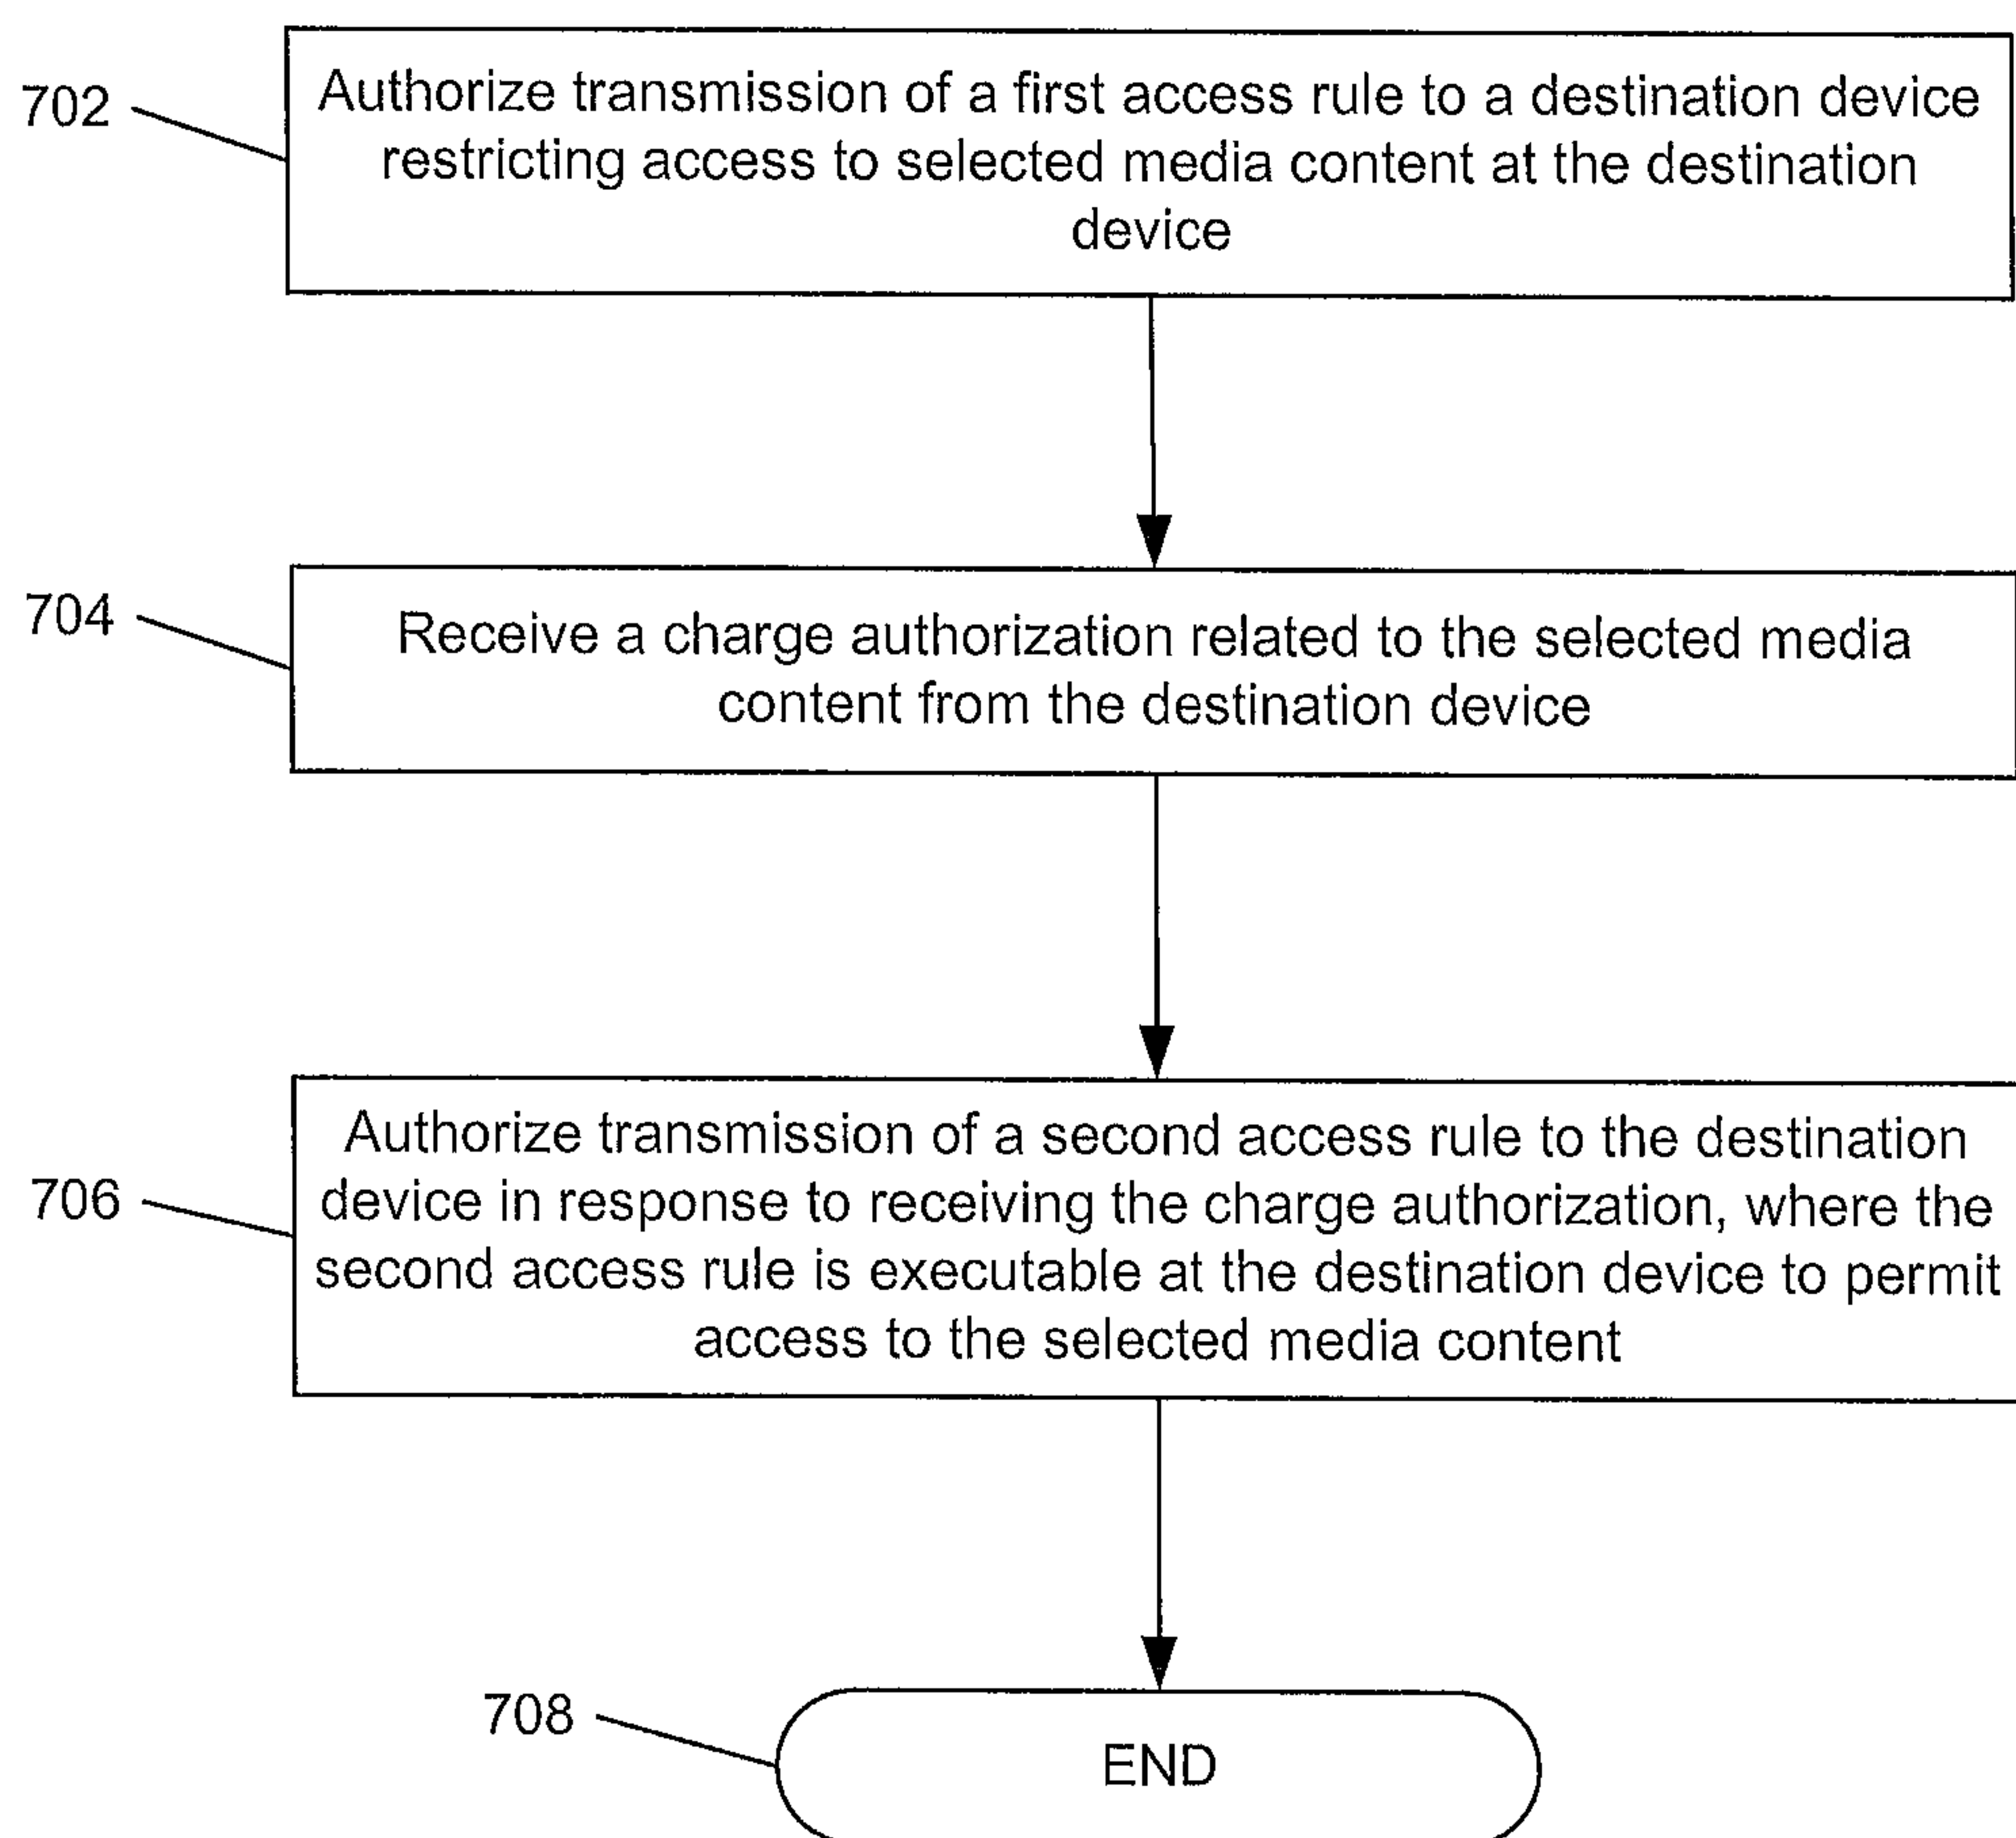 702
Authorize transmission of a first access rule to a destination device
restricting access to selected media content at the destination
device
704
Receive a charge authorization related to the selected media
content from the destination device
706
Authorize transmission of a second access rule to the destination
device in response to receiving the charge authorization, where the
second access rule is executable at the destination device to permit
access to the selected media content
708
END